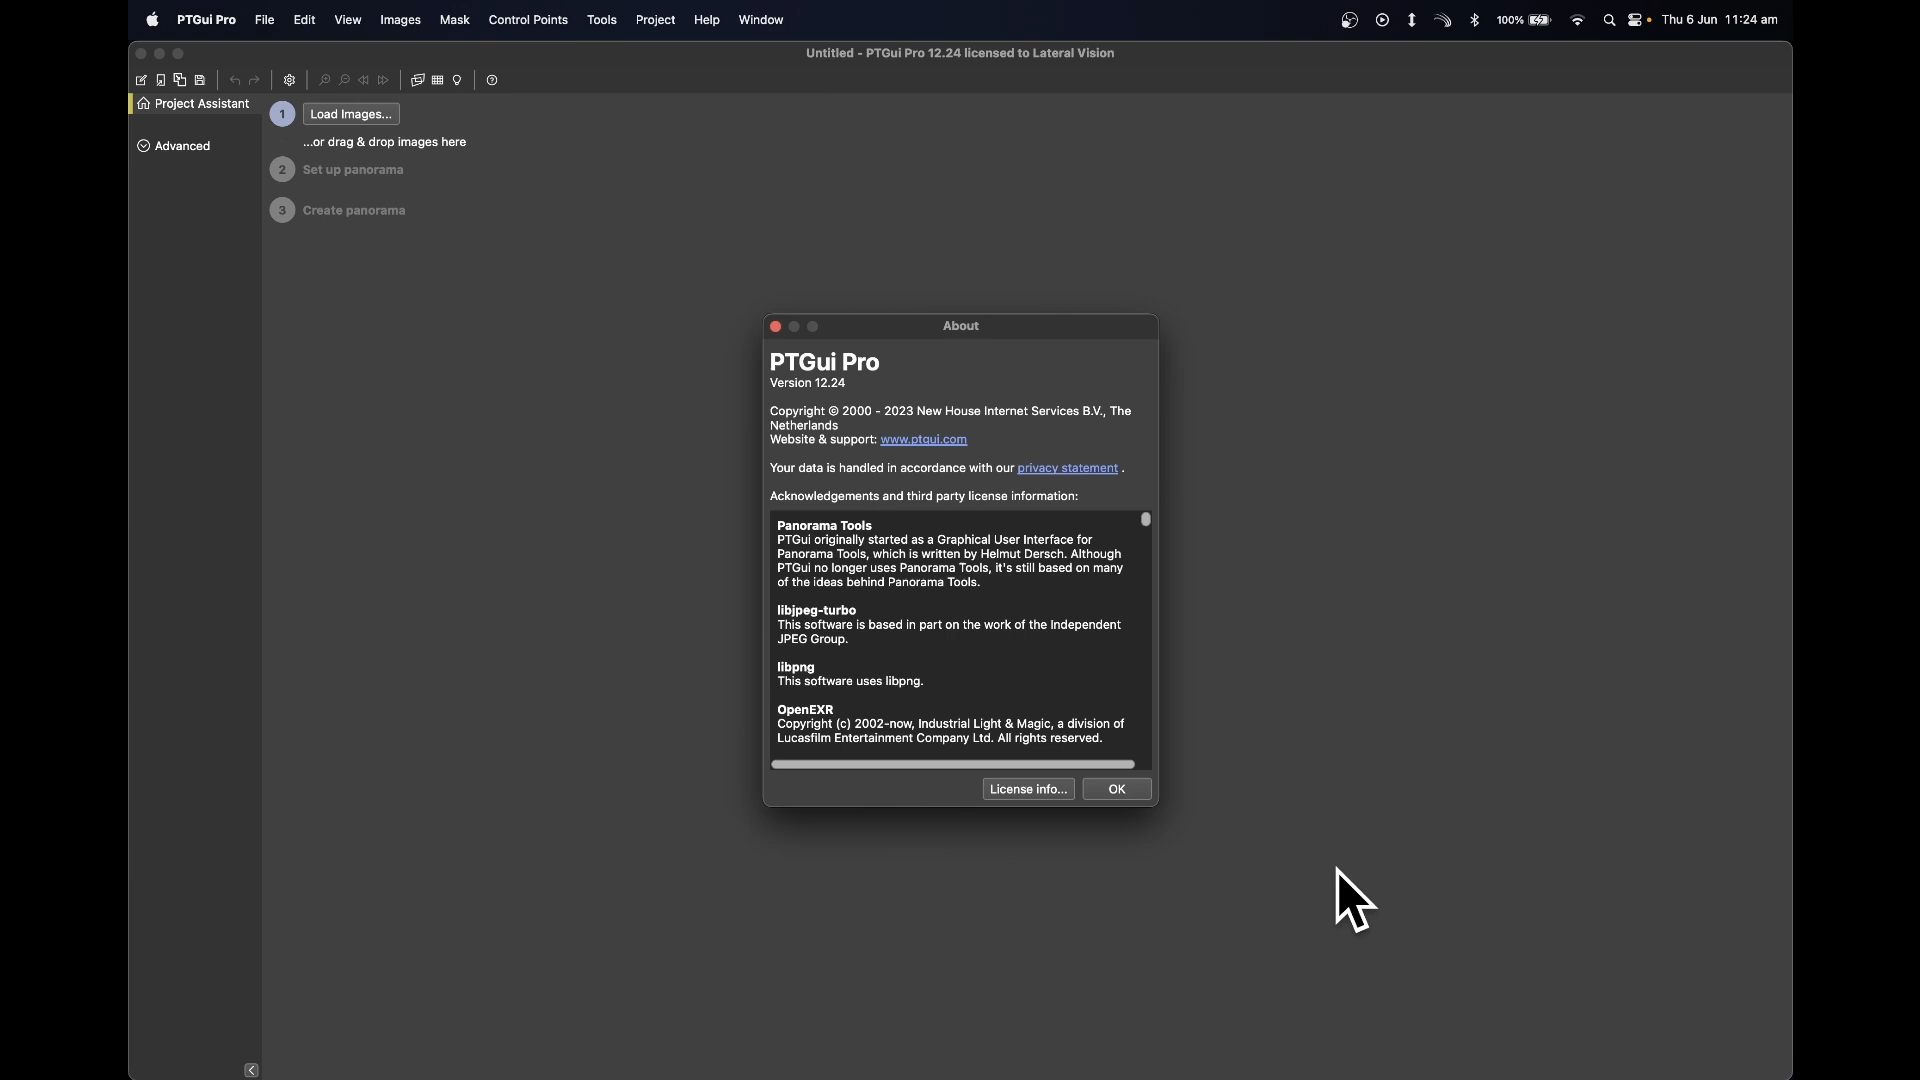 PTGui Pro File Edit View Images Mask Control Points Tools Project Help Window 100% Thu 6 Jun 11:24 am
Untitled - PTGui Pro 12.24 licensed to Lateral Vision
Project Assistant
Advanced
1 Load Images...
...or drag & drop images here
2 Set up panorama
3 Create panorama
About
PTGui Pro
Version 12.24
Copyright © 2000 - 2023 New House Internet Services B.V., The
Netherlands
Website & support: www.ptgui.com
Your data is handled in accordance with our privacy statement .
Acknowledgements and third party license information:
Panorama Tools
PTGui originally started as a Graphical User Interface for
Panorama Tools, which is written by Helmut Dersch. Although
PTGui no longer uses Panorama Tools, it's still based on many
of the ideas behind Panorama Tools.
libjpeg-turbo
This software is based in part on the work of the Independent
JPEG Group.
libpng
This software uses libpng.
OpenEXR
Copyright (c) 2002-now, Industrial Light & Magic, a division of
Lucasfilm Entertainment Company Ltd. All rights reserved.
License info... OK